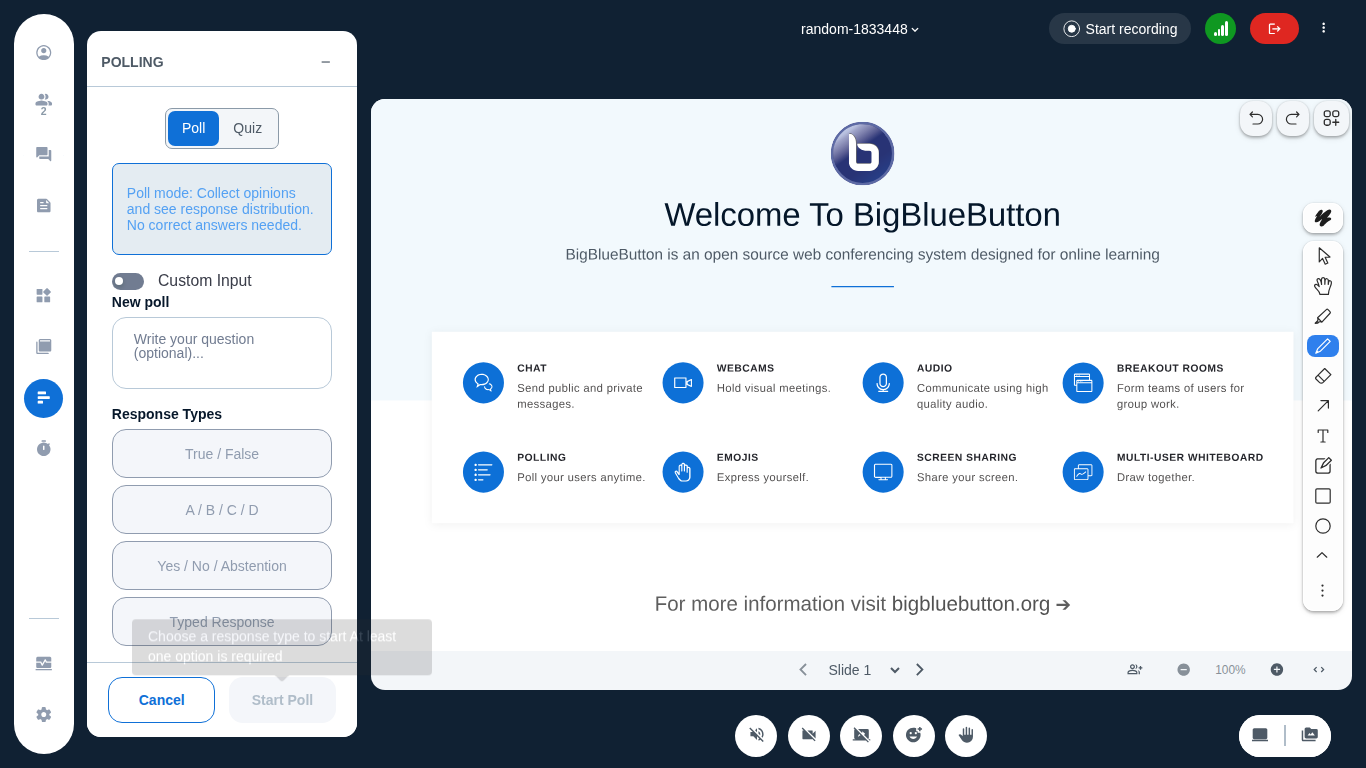 random-1833448
Start recording
2
POLLING
Poll
Quiz
Poll mode: Collect opinions
and see response distribution.
No correct answers needed.
Custom Input
New poll
Write your question
(optional)...
Response Types
True / False
A / B / C / D
Yes / No / Abstention
Typed Response
Choose a response type to start At least
one option is required
Cancel
Start Poll
Welcome To BigBlueButton
BigBlueButton is an open source web conferencing system designed for online learning
CHAT
Send public and private
messages.
WEBCAMS
Hold visual meetings.
AUDIO
Communicate using high
quality audio.
BREAKOUT ROOMS
Form teams of users for
group work.
POLLING
Poll your users anytime.
EMOJIS
Express yourself.
SCREEN SHARING
Share your screen.
MULTI-USER WHITEBOARD
Draw together.
For more information visit bigbluebutton.org ➔
Slide 1
100%